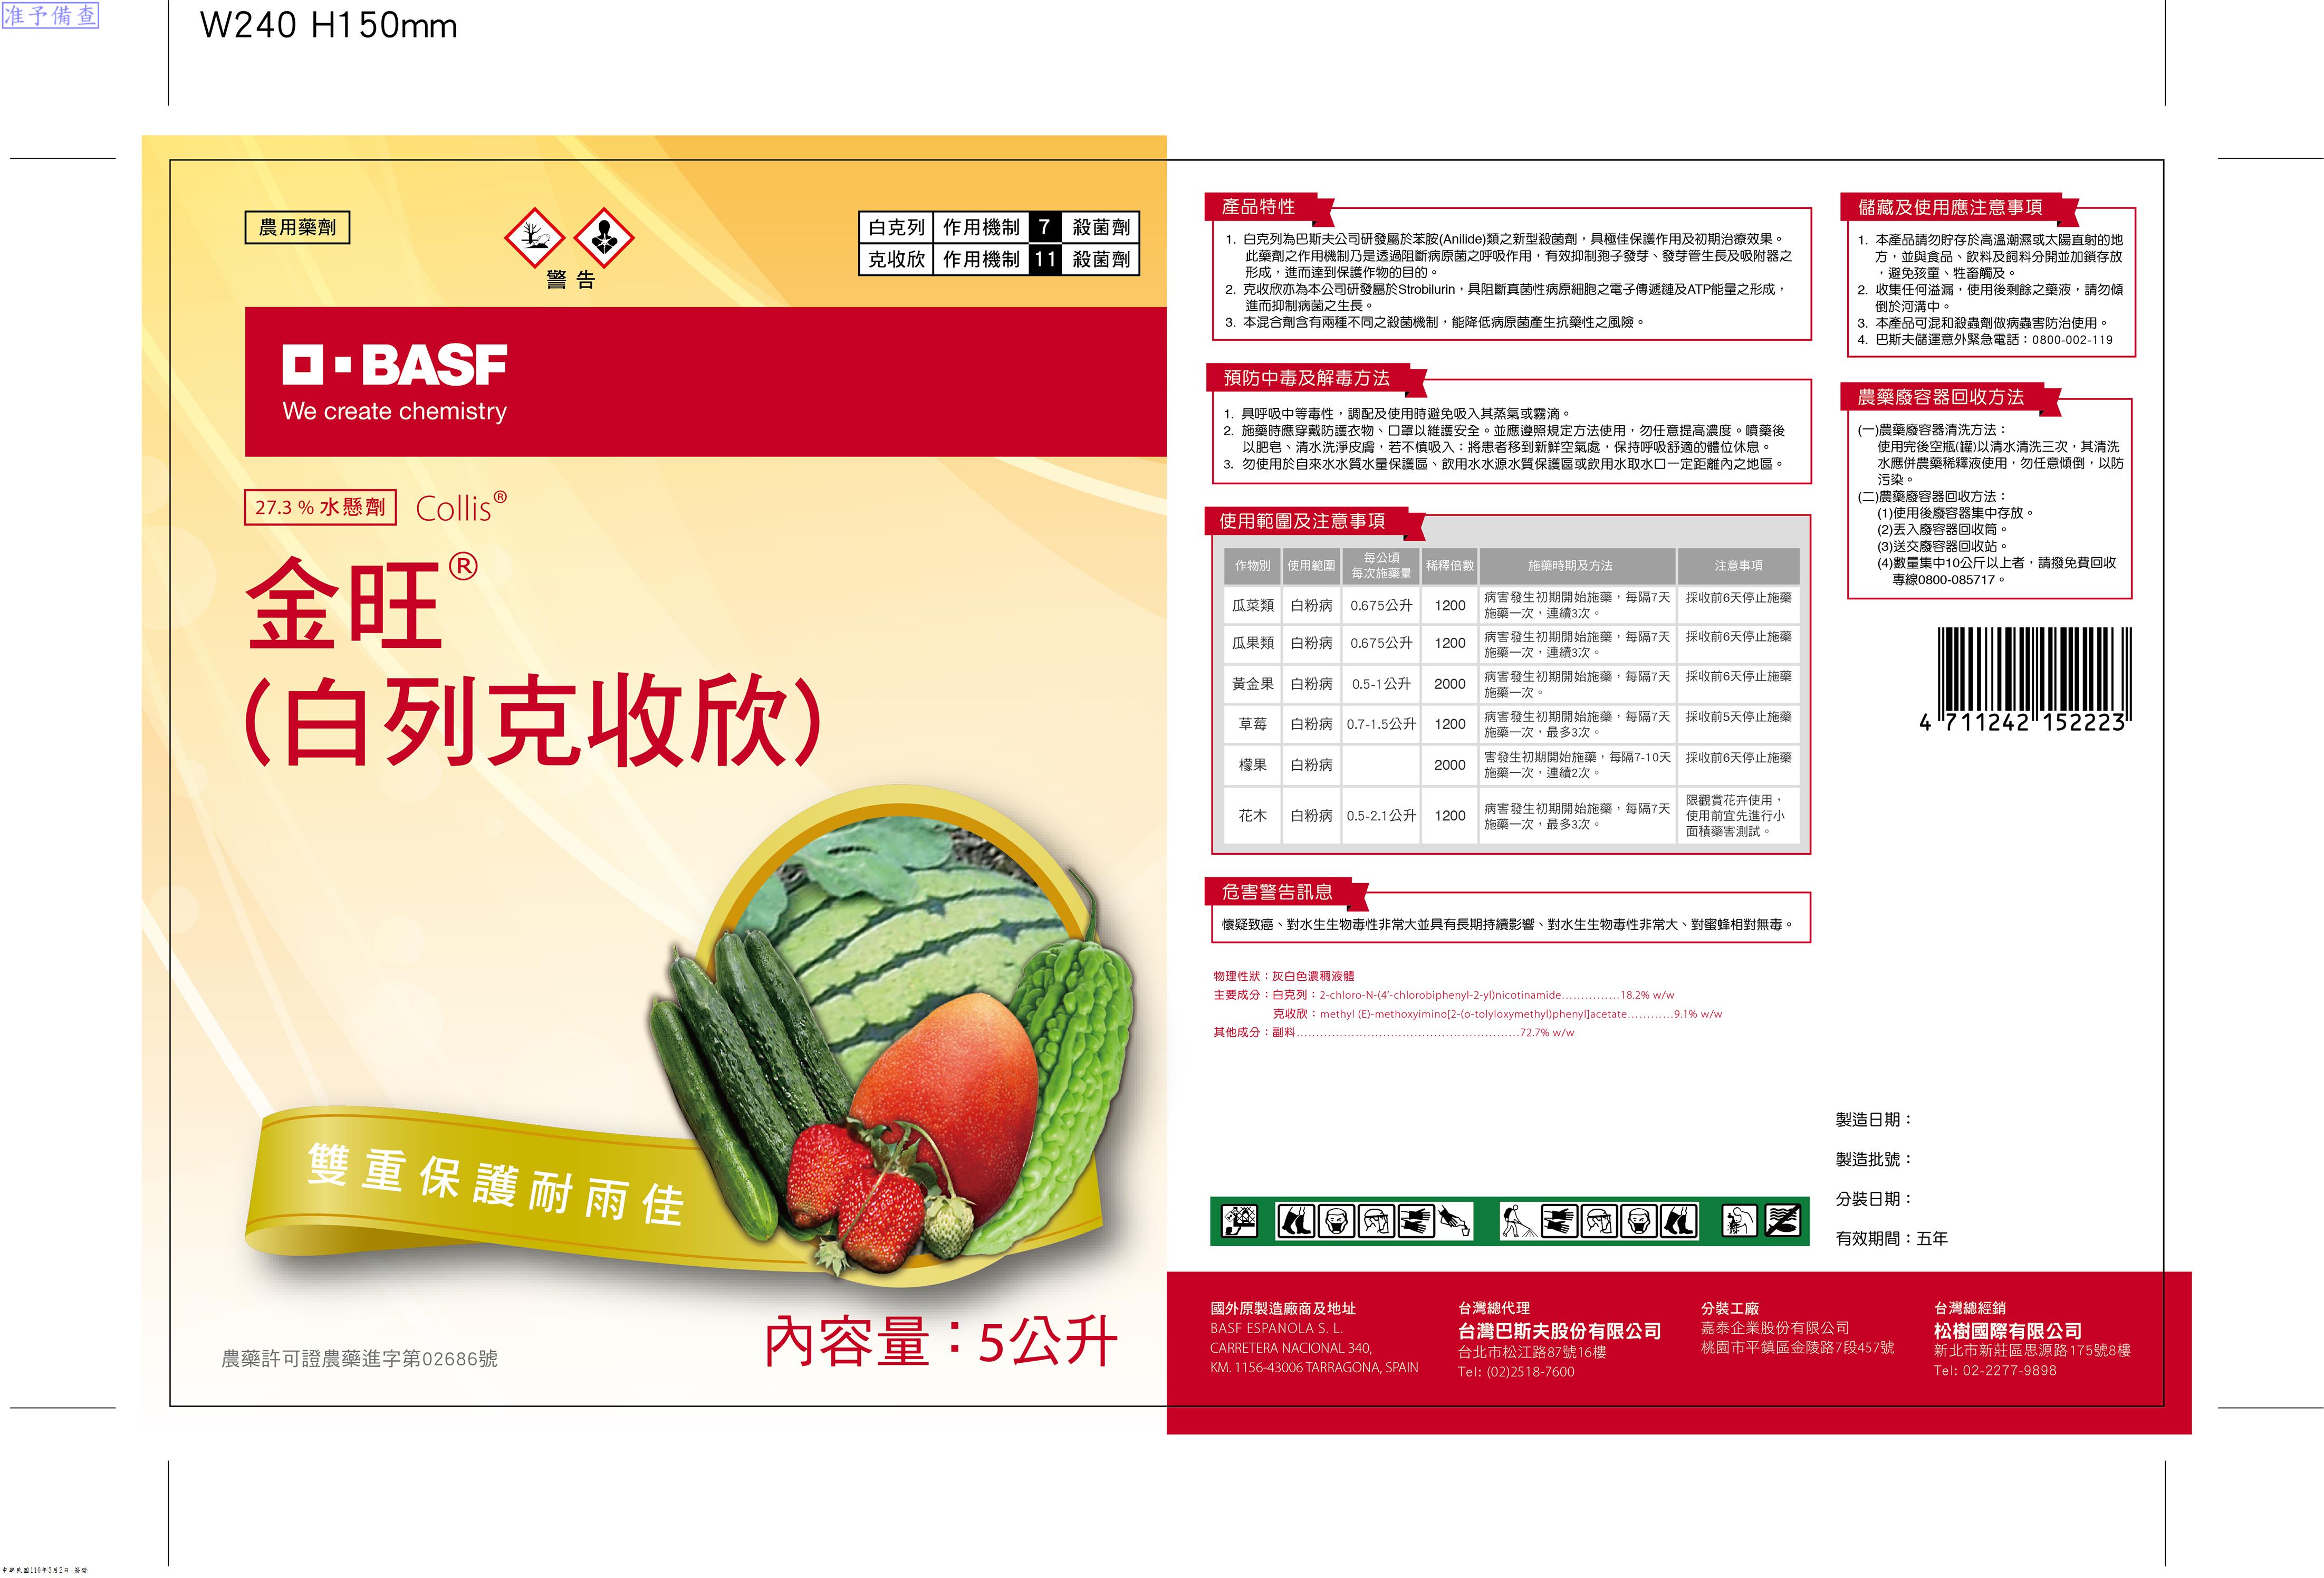 准予備查
W240 H150mm
農用藥劑
警告
白克列 作用機制 7 殺菌劑
克收欣 作用機制 11 殺菌劑
BASF
We create chemistry
27.3 % 水懸劑 Collis®
金旺®
(白列克收欣)
雙重保護耐雨佳
農藥許可證農藥進字第02686號
內容量：5公升
產品特性
1. 白克列為巴斯夫公司研發屬於苯胺(Anilide)類之新型殺菌劑，具極佳保護作用及初期治療效果。
此藥劑之作用機制乃是透過阻斷病原菌之呼吸作用，有效抑制孢子發芽、發芽管生長及吸附器之
形成，進而達到保護作物的目的。
2. 克收欣亦為本公司研發屬於Strobilurin，具阻斷真菌性病原細胞之電子傳遞鏈及ATP能量之形成，
進而抑制病菌之生長。
3. 本混合劑含有兩種不同之殺菌機制，能降低病原菌產生抗藥性之風險。
預防中毒及解毒方法
1. 具呼吸中等毒性，調配及使用時避免吸入其蒸氣或霧滴。
2. 施藥時應穿戴防護衣物、口罩以維護安全。並應遵照規定方法使用，勿任意提高濃度。噴藥後
以肥皂、清水洗淨皮膚，若不慎吸入：將患者移到新鮮空氣處，保持呼吸舒適的體位休息。
3. 勿使用於自來水水質水量保護區、飲用水水源水質保護區或飲用水取水口一定距離內之地區。
使用範圍及注意事項
作物別 使用範圍 每公頃 每次施藥量 稀釋倍數 施藥時期及方法 注意事項
瓜菜類 白粉病 0.675公升 1200 病害發生初期開始施藥，每隔7天 採收前6天停止施藥
施藥一次，連續3次。
瓜果類 白粉病 0.675公升 1200 病害發生初期開始施藥，每隔7天 採收前6天停止施藥
施藥一次，連續3次。
黃金果 白粉病 0.5-1公升 2000 病害發生初期開始施藥，每隔7天 採收前6天停止施藥
施藥一次。
草莓 白粉病 0.7-1.5公升 1200 病害發生初期開始施藥，每隔7天 採收前5天停止施藥
施藥一次，最多3次。
檬果 白粉病 2000 害發生初期開始施藥，每隔7-10天 採收前6天停止施藥
施藥一次，連續2次。
花木 白粉病 0.5-2.1公升 1200 病害發生初期開始施藥，每隔7天 限觀賞花卉使用，
施藥一次，最多3次。 使用前宜先進行小
面積藥害測試。
危害警告訊息
懷疑致癌、對水生生物毒性非常大並具有長期持續影響、對水生生物毒性非常大、對蜜蜂相對無毒。
物理性狀：灰白色濃稠液體
主要成分：白克列：2-chloro-N-(4'-chlorobiphenyl-2-yl)nicotinamide...............18.2% w/w
克收欣：methyl (E)-methoxyimino[2-(o-tolyloxymethyl)phenyl]acetate............9.1% w/w
其他成分：副料.........................................................72.7% w/w
儲藏及使用應注意事項
1. 本產品請勿貯存於高溫潮濕或太陽直射的地
方，並與食品、飲料及飼料分開並加鎖存放
，避免孩童、牲畜觸及。
2. 收集任何溢漏，使用後剩餘之藥液，請勿傾
倒於河溝中。
3. 本產品可混和殺蟲劑做病蟲害防治使用。
4. 巴斯夫儲運意外緊急電話：0800-002-119
農藥廢容器回收方法
(一)農藥廢容器清洗方法：
使用完後空瓶(罐)以清水清洗三次，其清洗
水應併農藥稀釋液使用，勿任意傾倒，以防
污染。
(二)農藥廢容器回收方法：
(1)使用後廢容器集中存放。
(2)丟入廢容器回收筒。
(3)送交廢容器回收站。
(4)數量集中10公斤以上者，請撥免費回收
專線0800-085717。
4 711242 152223
製造日期：
製造批號：
分裝日期：
有效期間：五年
國外原製造廠商及地址
BASF ESPANOLA S. L.
CARRETERA NACIONAL 340,
KM. 1156-43006 TARRAGONA, SPAIN
台灣總代理
台灣巴斯夫股份有限公司
台北市松江路87號16樓
Tel: (02)2518-7600
分裝工廠
嘉泰企業股份有限公司
桃園市平鎮區金陵路7段457號
台灣總經銷
松樹國際有限公司
新北市新莊區思源路175號8樓
Tel: 02-2277-9898
中華民國110年3月2日 簽發